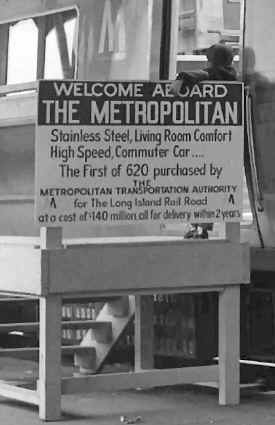 WELCOME ABOARD
THE METROPOLITAN
Stainless Steel, Living Room Comfort
High Speed, Commuter Car....
The First of 620 purchased by
THE
METROPOLITAN TRANSPORTATION AUTHORITY
for The Long Island Rail Road
at a cost of $140 million, all for delivery within 2 years